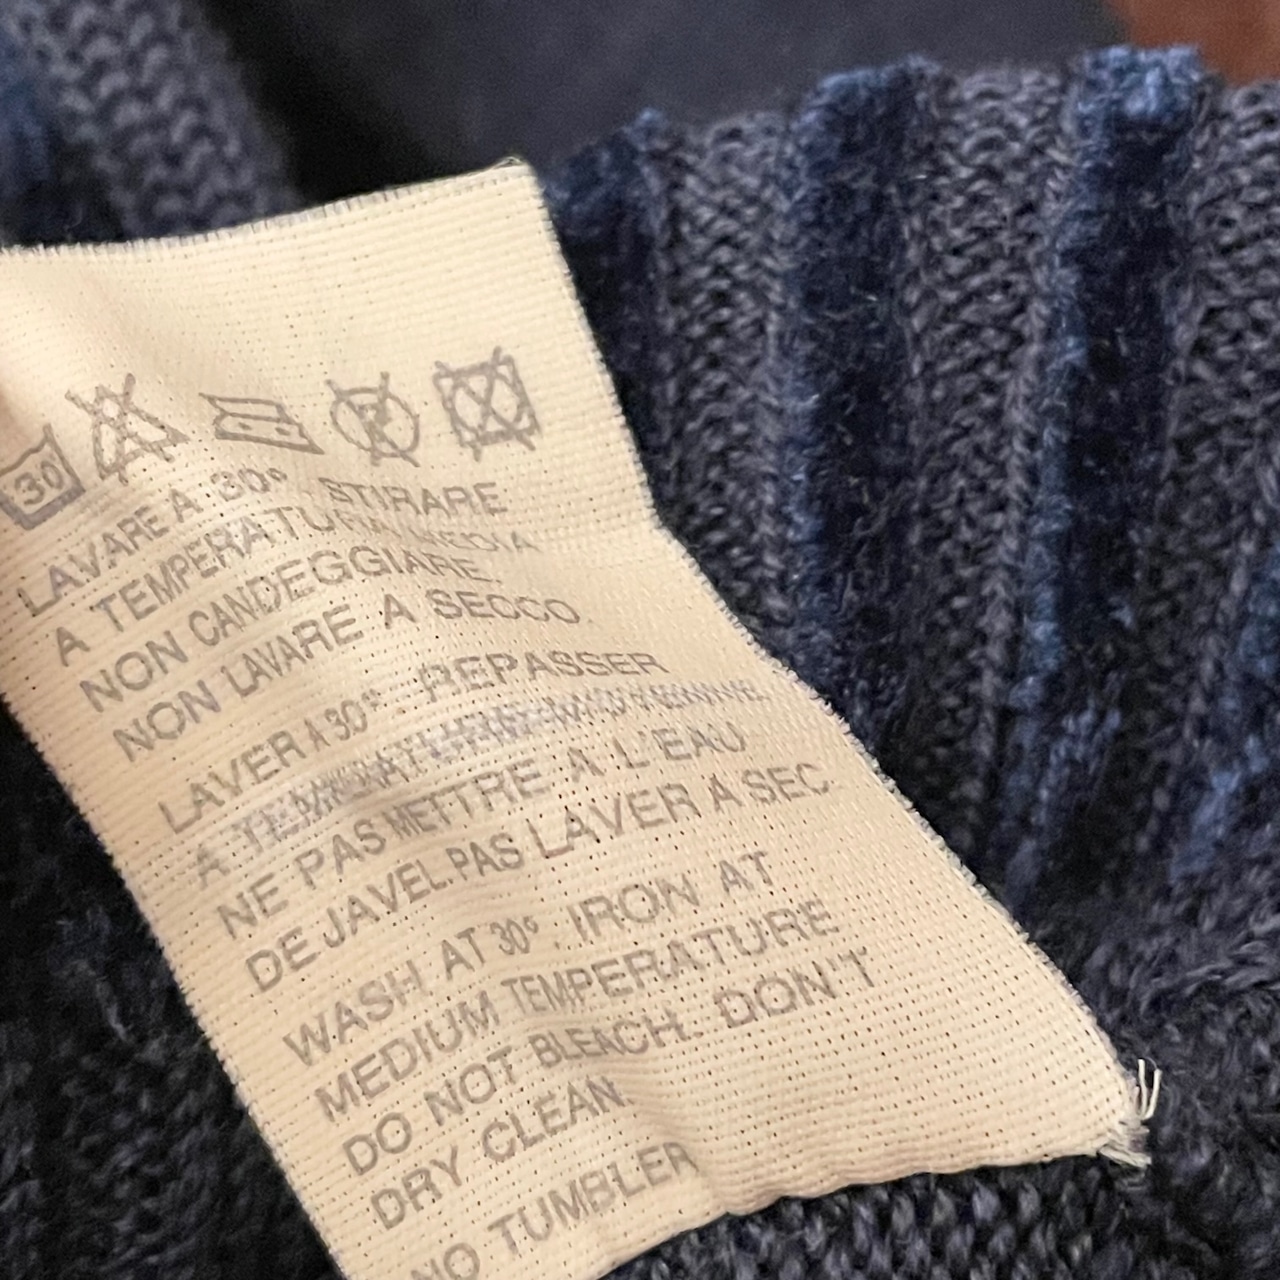 30
LAVARE A 30° STIRARE
A TEMPERATURA MEDIA
NON CANDEGGIARE.
NON LAVARE A SECCO
LAVER A 30° REPASSER
A TEMPERATURE MOYENNE.
NE PAS METTRE A L'EAU
DE JAVEL. PAS LAVER A SEC
WASH AT 30° IRON AT
MEDIUM TEMPERATURE
DO NOT BLEACH. DON'T
DRY CLEAN
NO TUMBLER